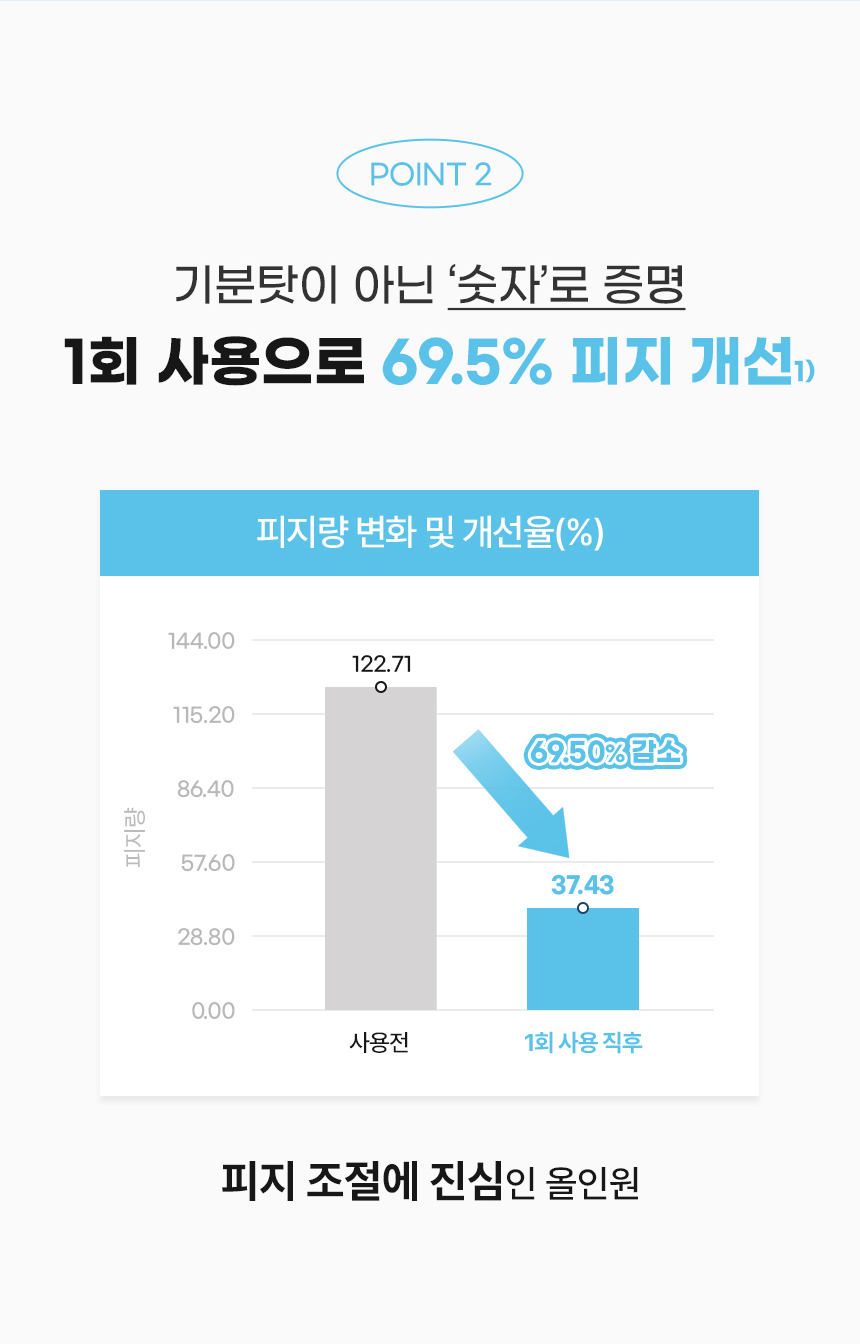 POINT 2
기분탓이 아닌 ‘숫자’로 증명
1회 사용으로 69.5% 피지 개선1)
피지량 변화 및 개선율(%)
144.00
115.20
86.40
57.60
28.80
0.00
피지량
122.71
69.50% 감소
37.43
사용전
1회 사용 직후
피지 조절에 진심인 올인원